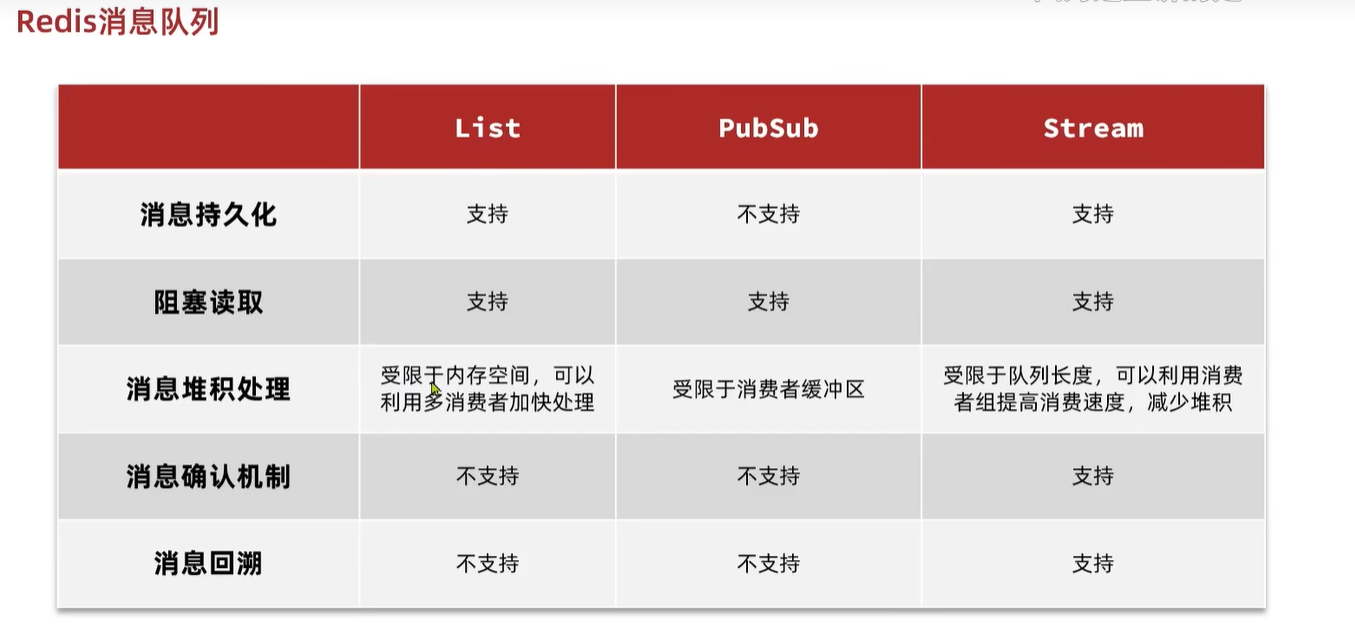 Redis消息队列
List PubSub Stream
消息持久化 支持 不支持 支持
阻塞读取 支持 支持 支持
消息堆积处理
受限于内存空间，可以
利用多消费者加快处理
受限于消费者缓冲区
受限于队列长度，可以利用消费
者组提高消费速度，减少堆积
消息确认机制 不支持 不支持 支持
消息回溯 不支持 不支持 支持